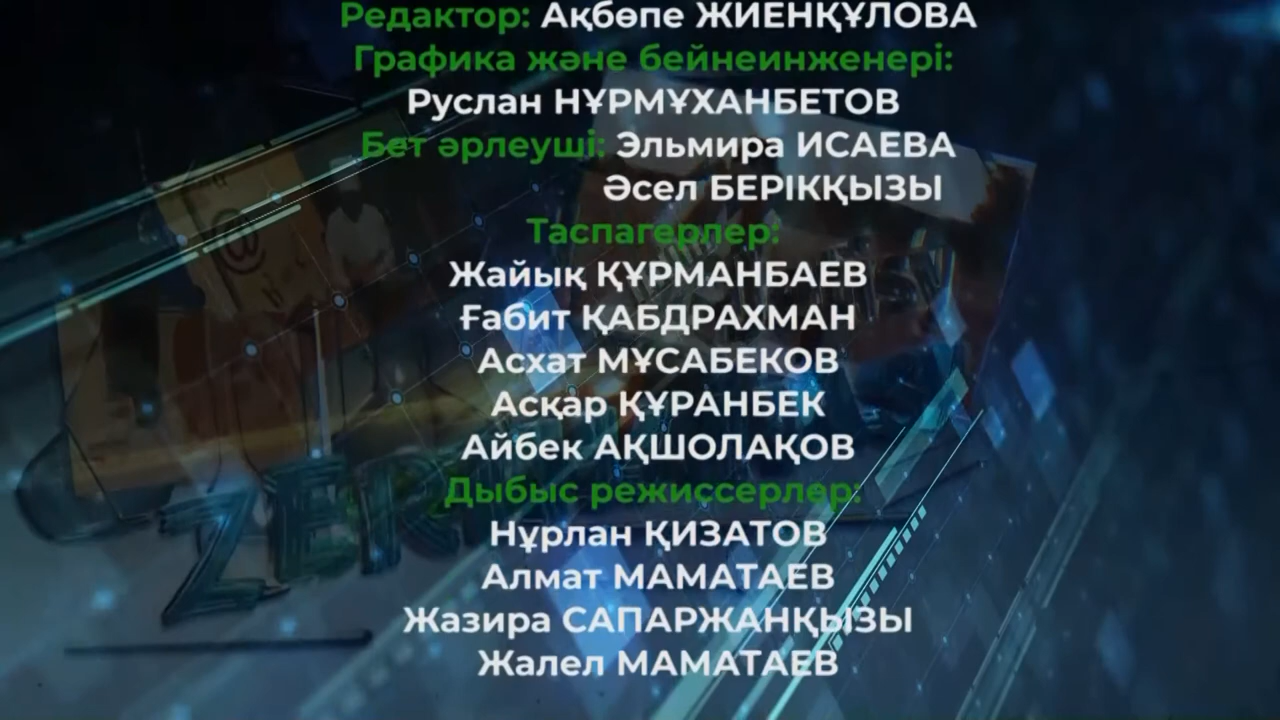 Редактор: Ақбөпе ЖИЕНҚҰЛОВА
Графика және бейнеинженері:
Руслан НҰРМҰХАНБЕТОВ
Бет әрлеуші: Эльмира ИСАЕВА
Әсел БЕРІКҚЫЗЫ
Таспагерлер:
Жайық ҚҰРМАНБАЕВ
Ғабит ҚАБДРАХМАН
Асхат МҰСАБЕКОВ
Асқар ҚҰРАНБЕК
Айбек АҚШОЛАҚОВ
Дыбыс режиссерлер:
Нұрлан ҚИЗАТОВ
Алмат МАМАТАЕВ
Жазира САПАРЖАНҚЫЗЫ
Жалел МАМАТАЕВ